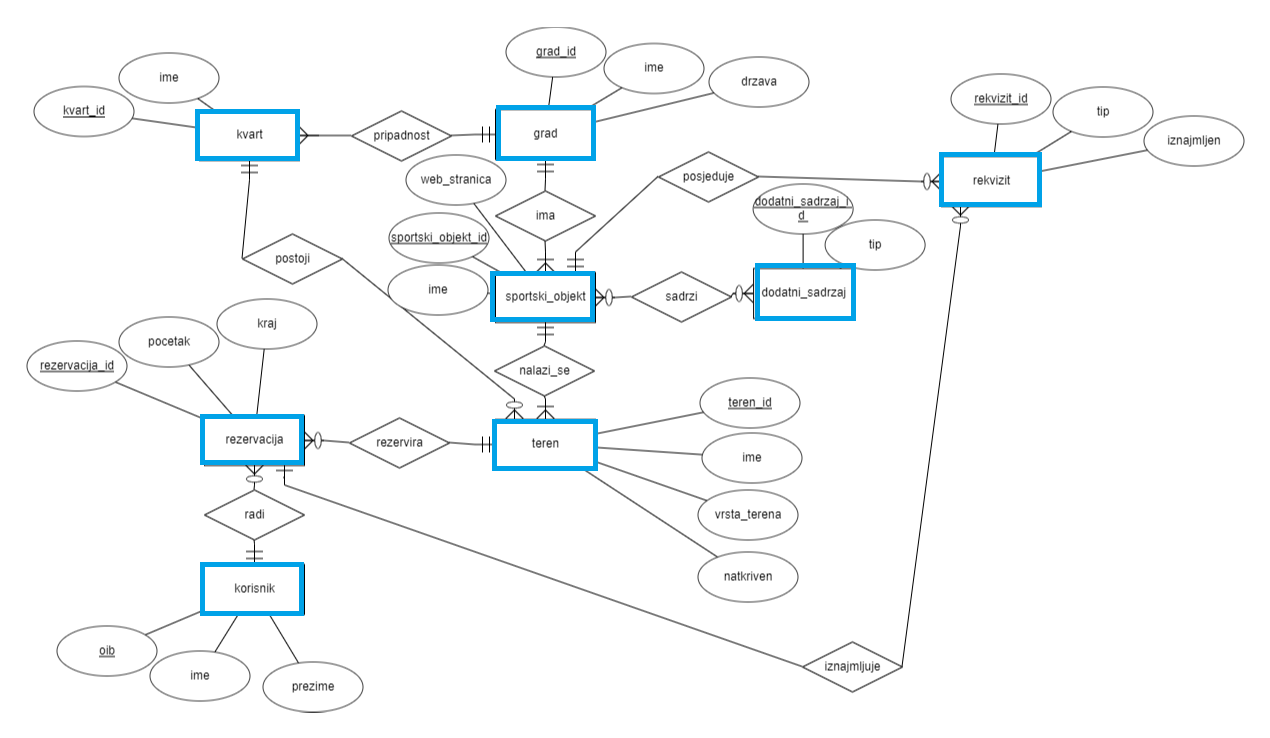 grad_id
ime
ime
drzava
kvart_id
rekvizit_id
tip
kvart
pripadnost
grad
iznajmljen
web_stranica
posjeduje
rekvizit
dodatni_sadrzaj_i
d
ima
sportski_objekt_id
tip
postoji
ime
sportski_objekt
sadrzi
dodatni_sadrzaj
kraj
pocetak
rezervacija_id
nalazi_se
teren_id
rezervacija
rezervira
teren
ime
radi
vrsta_terena
natkriven
korisnik
oib
ime
prezime
iznajmljuje